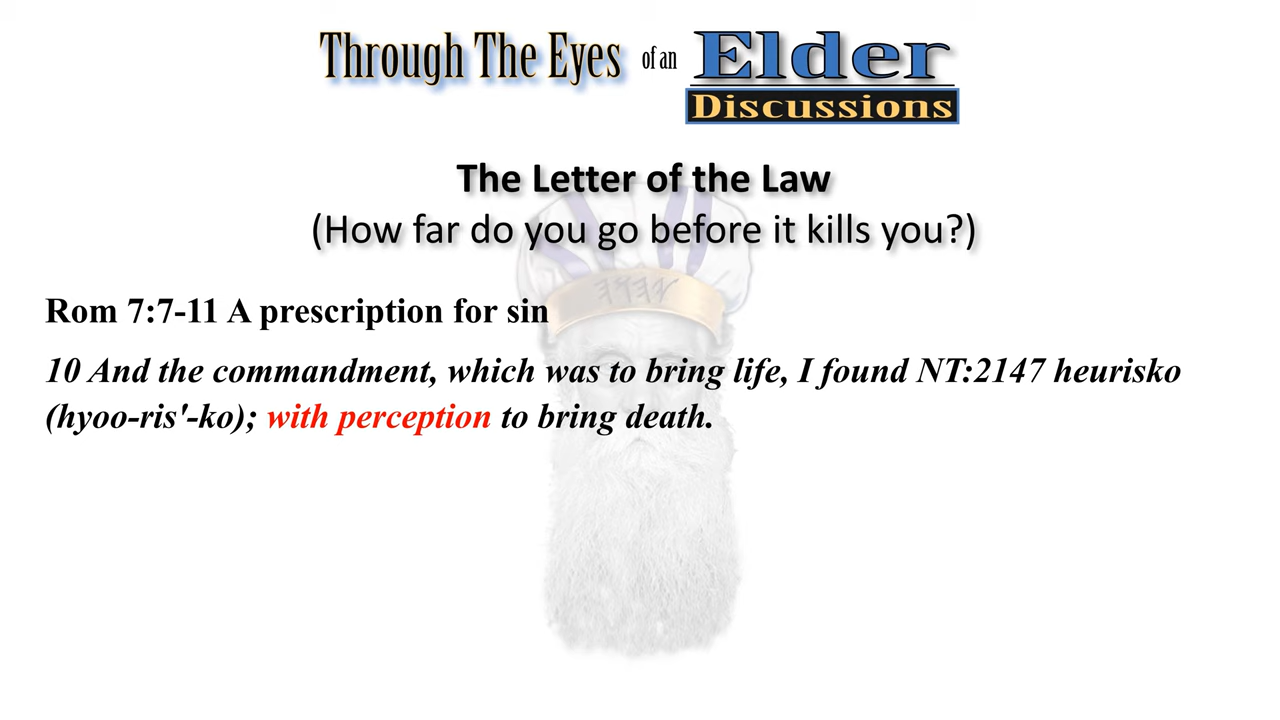 Through The Eyes of an Elder
Discussions
The Letter of the Law
(How far do you go before it kills you?)
𐤉𐤄𐤅𐤄
Rom 7:7-11 A prescription for sin
10 And the commandment, which was to bring life, I found NT:2147 heurisko
(hyoo-ris'-ko); with perception to bring death.